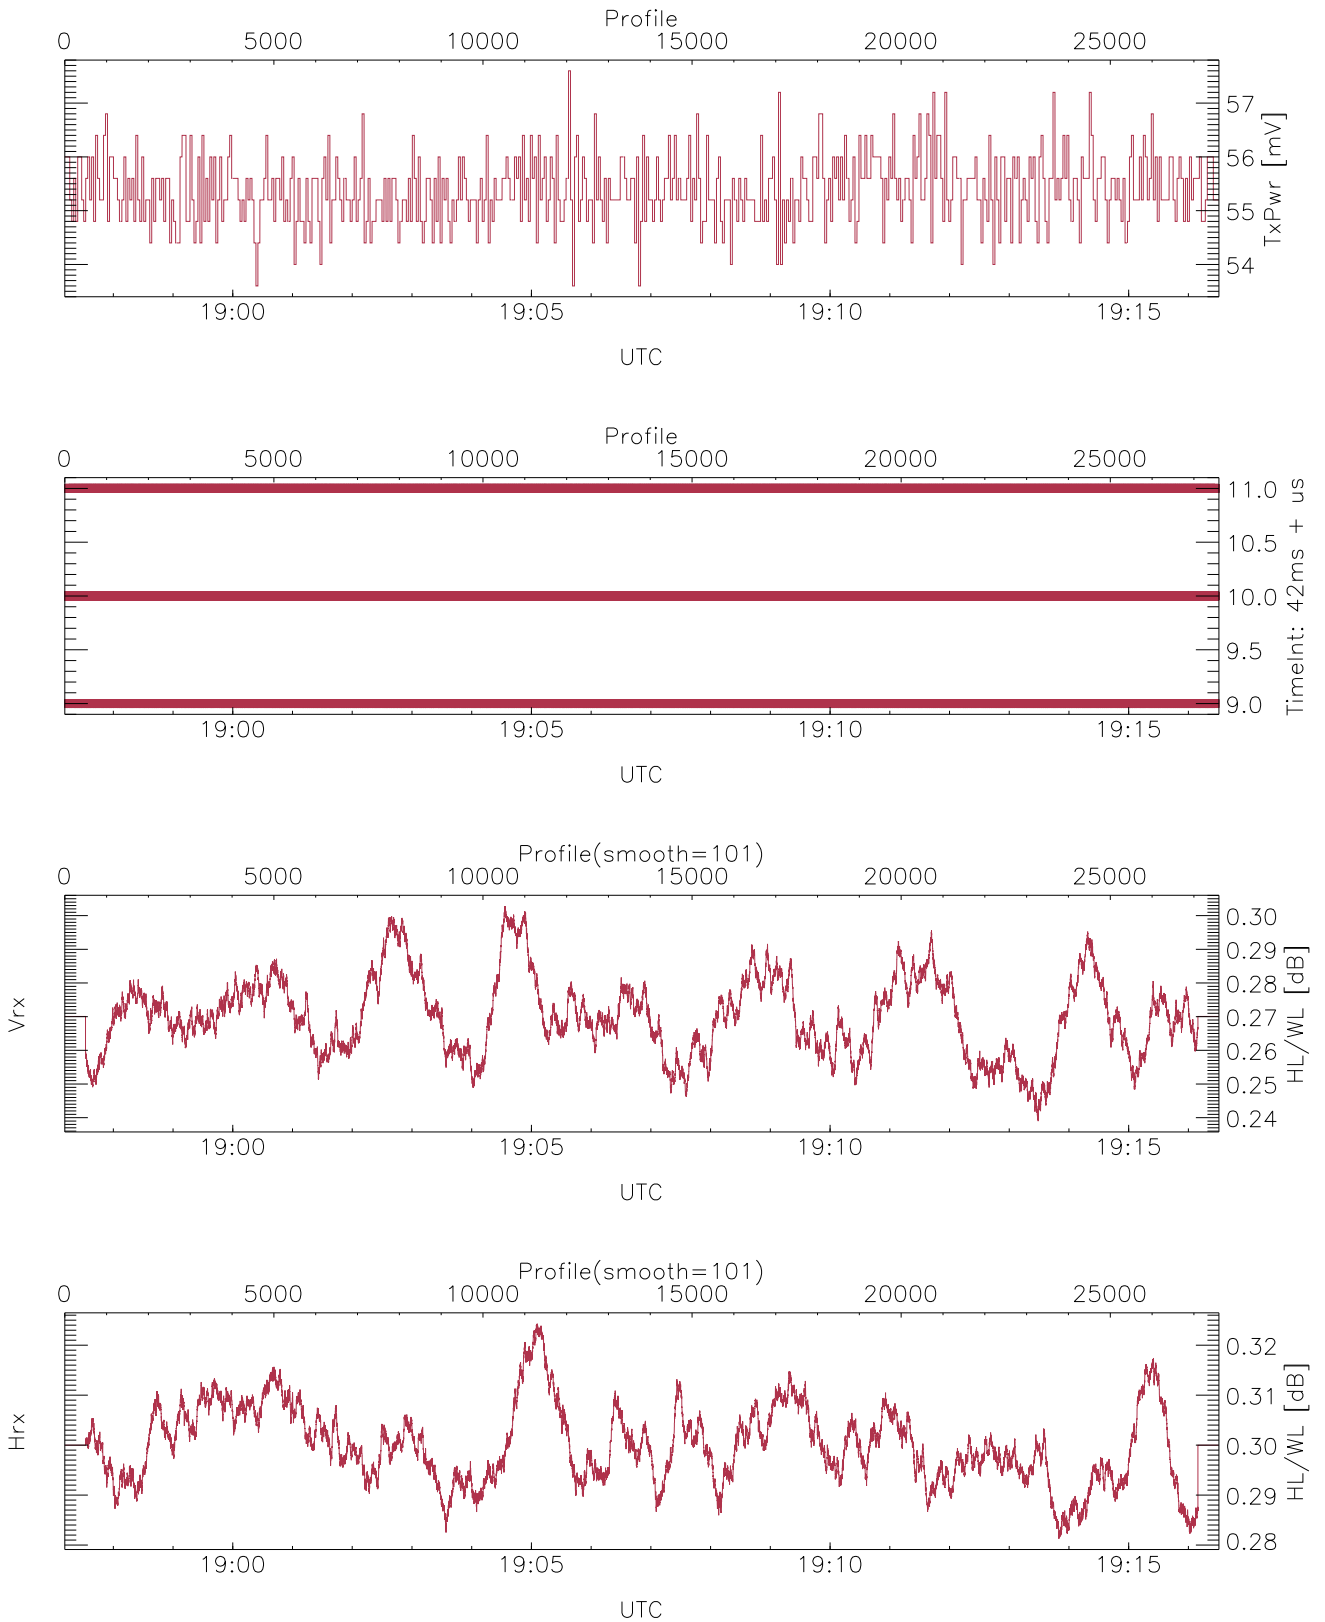 Profile
0 5000 10000 15000 20000 25000
57
56
55
54
TxPwr [mV]
19:00 19:05 19:10 19:15
UTC
Profile
0 5000 10000 15000 20000 25000
11.0
10.5
10.0
9.5
9.0
TimeInt: 42ms + us
19:00 19:05 19:10 19:15
UTC
Profile(smooth=101)
0 5000 10000 15000 20000 25000
Vrx
0.30
0.29
0.28
0.27
0.26
0.25
0.24
HL/WL [dB]
19:00 19:05 19:10 19:15
UTC
Profile(smooth=101)
0 5000 10000 15000 20000 25000
Hrx
0.32
0.31
0.30
0.29
0.28
HL/WL [dB]
19:00 19:05 19:10 19:15
UTC